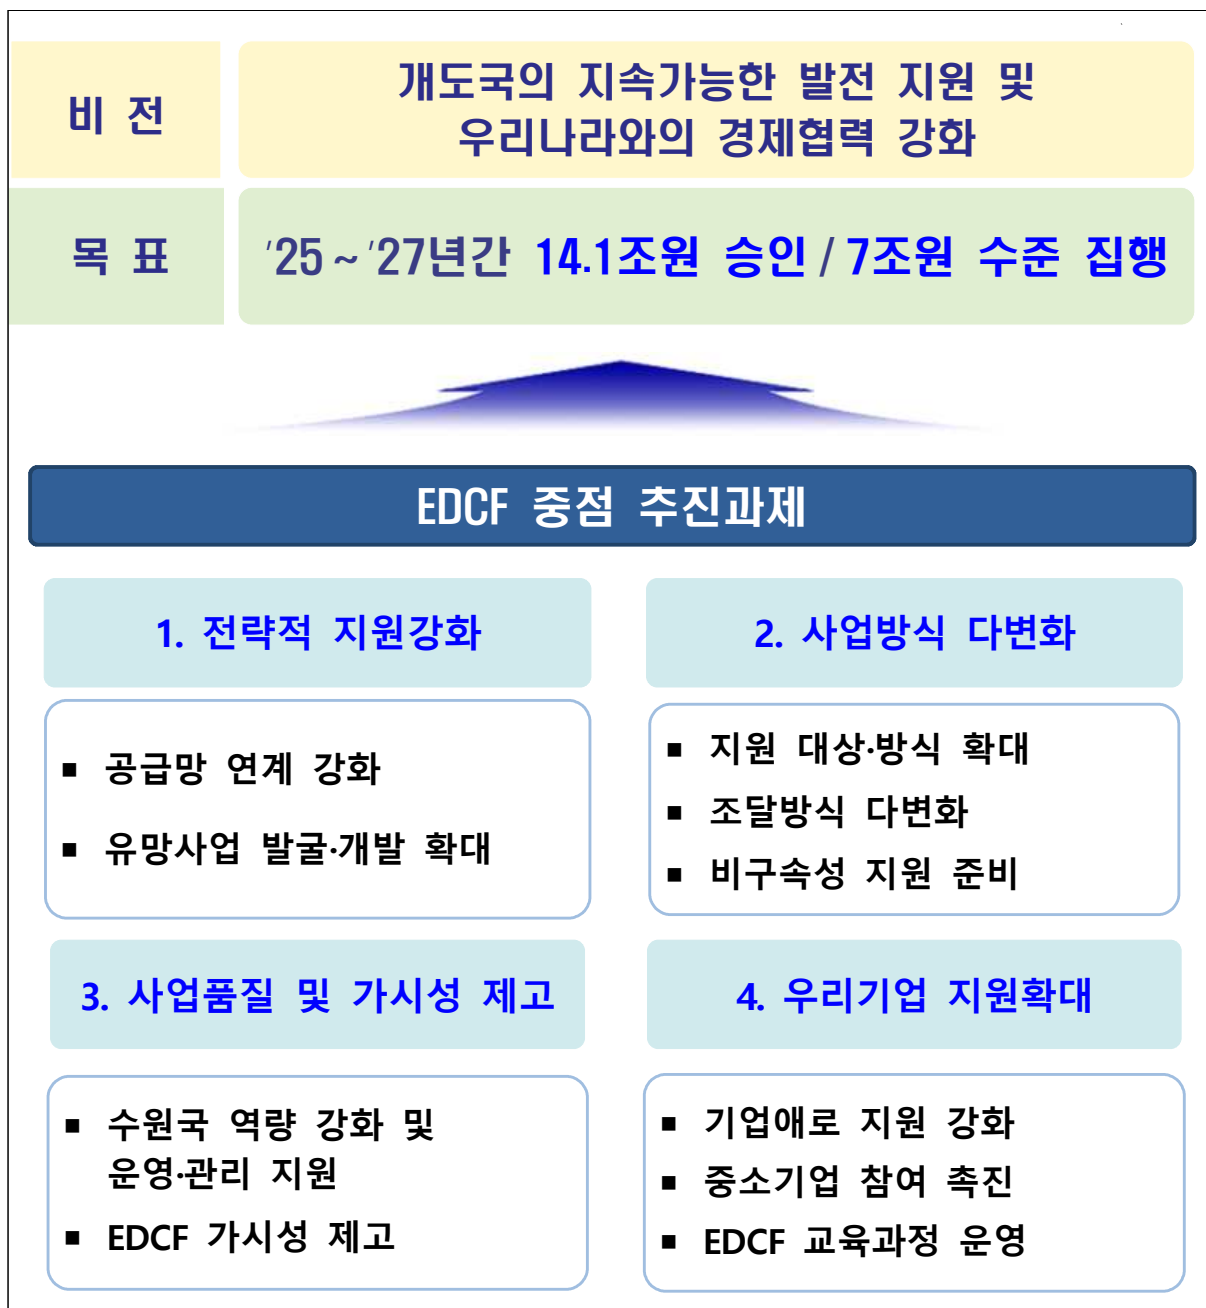 비 전
개도국의 지속가능한 발전 지원 및
우리나라와의 경제협력 강화
목 표
′25 ~ ′27년간 14.1조원 승인 / 7조원 수준 집행
EDCF 중점 추진과제
1. 전략적 지원강화
■ 공급망 연계 강화
■ 유망사업 발굴·개발 확대
2. 사업방식 다변화
■ 지원 대상·방식 확대
■ 조달방식 다변화
■ 비구속성 지원 준비
3. 사업품질 및 가시성 제고
■ 수원국 역량 강화 및
운영·관리 지원
■ EDCF 가시성 제고
4. 우리기업 지원확대
■ 기업애로 지원 강화
■ 중소기업 참여 촉진
■ EDCF 교육과정 운영